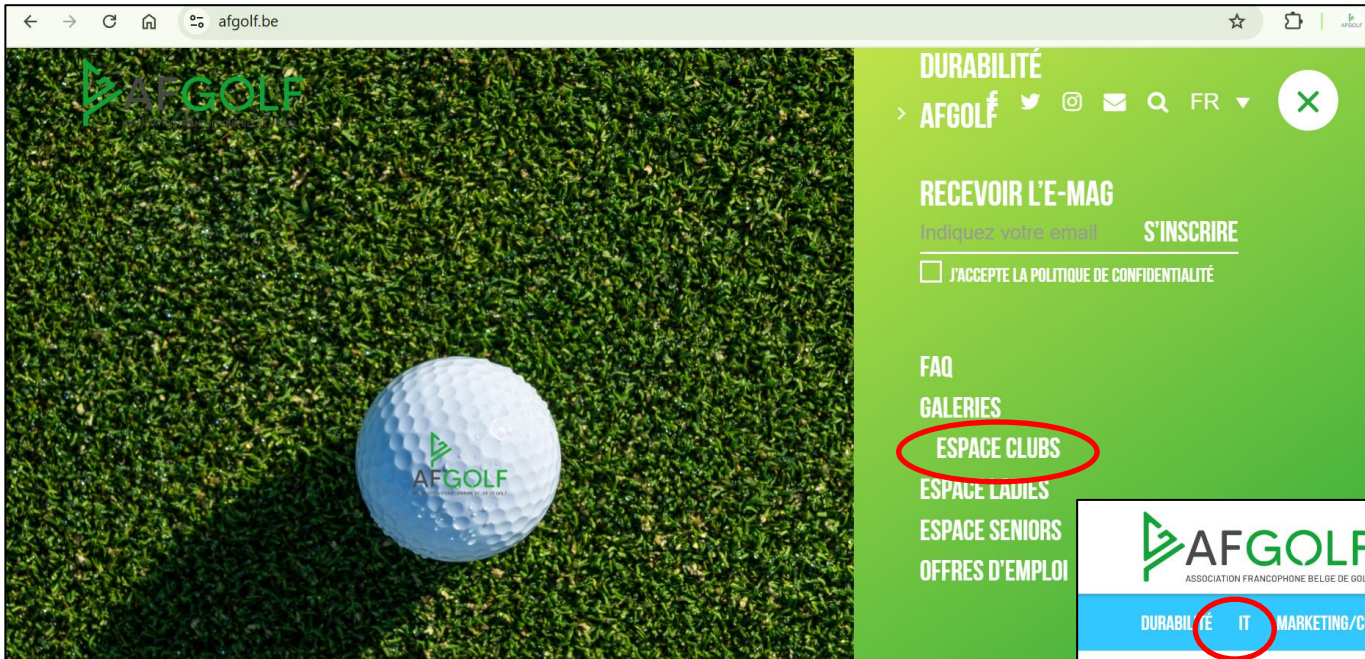 afgolf.be
AFGOLF
DURABILITÉ
AFGOLF
FR
RECEVOIR L'E-MAG
Indiquez votre email S'INSCRIRE
J'ACCEPTE LA POLITIQUE DE CONFIDENTIALITÉ
FAQ
GALERIES
ESPACE CLUBS
ESPACE LADIES
ESPACE SENIORS
OFFRES D'EMPLOI
AFGOLF
AFGOLF
ASSOCIATION FRANCOPHONE BELGE DE GOL
DURABILITÉ IT MARKETING/C